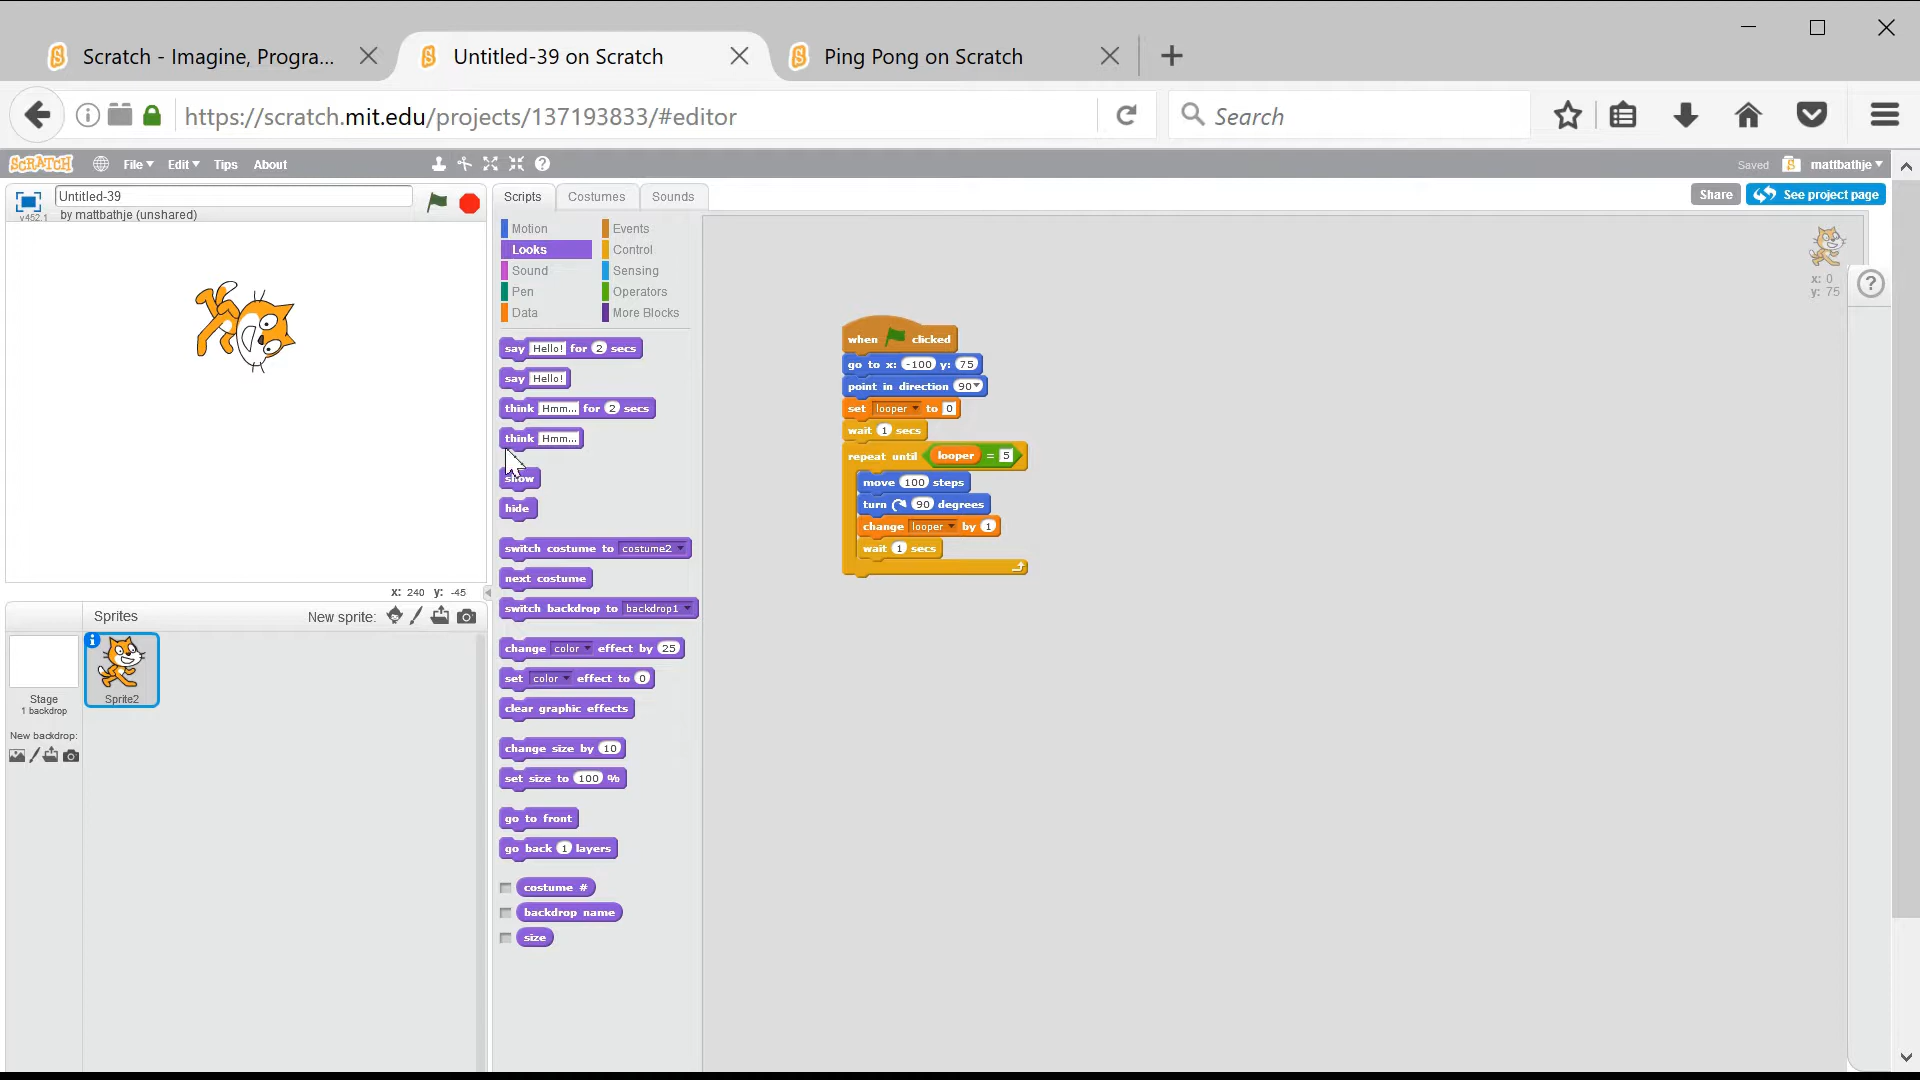 Scratch - Imagine, Progra...
Untitled-39 on Scratch
Ping Pong on Scratch
https://scratch.mit.edu/projects/137193833/#editor
Search
SCRATCH
File
Edit
Tips
About
Saved
mattbathje
Untitled-39
by mattbathje (unshared)
v452.1
Scripts
Costumes
Sounds
Share
See project page
Motion
Events
Looks
Control
Sound
Sensing
Pen
Operators
Data
More Blocks
x: 0
y: 75
?
say Hello! for 2 secs
say Hello!
think Hmm... for 2 secs
think Hmm...
show
hide
switch costume to costume2
next costume
switch backdrop to backdrop1
change color effect by 25
set color effect to 0
clear graphic effects
change size by 10
set size to 100 %
go to front
go back 1 layers
costume #
backdrop name
size
when clicked
go to x: -100 y: 75
point in direction 90
set looper to 0
wait 1 secs
repeat until looper = 5
move 100 steps
turn 90 degrees
change looper by 1
wait 1 secs
x: 240 y: -45
Sprites
New sprite:
Stage
1 backdrop
Sprite2
New backdrop: